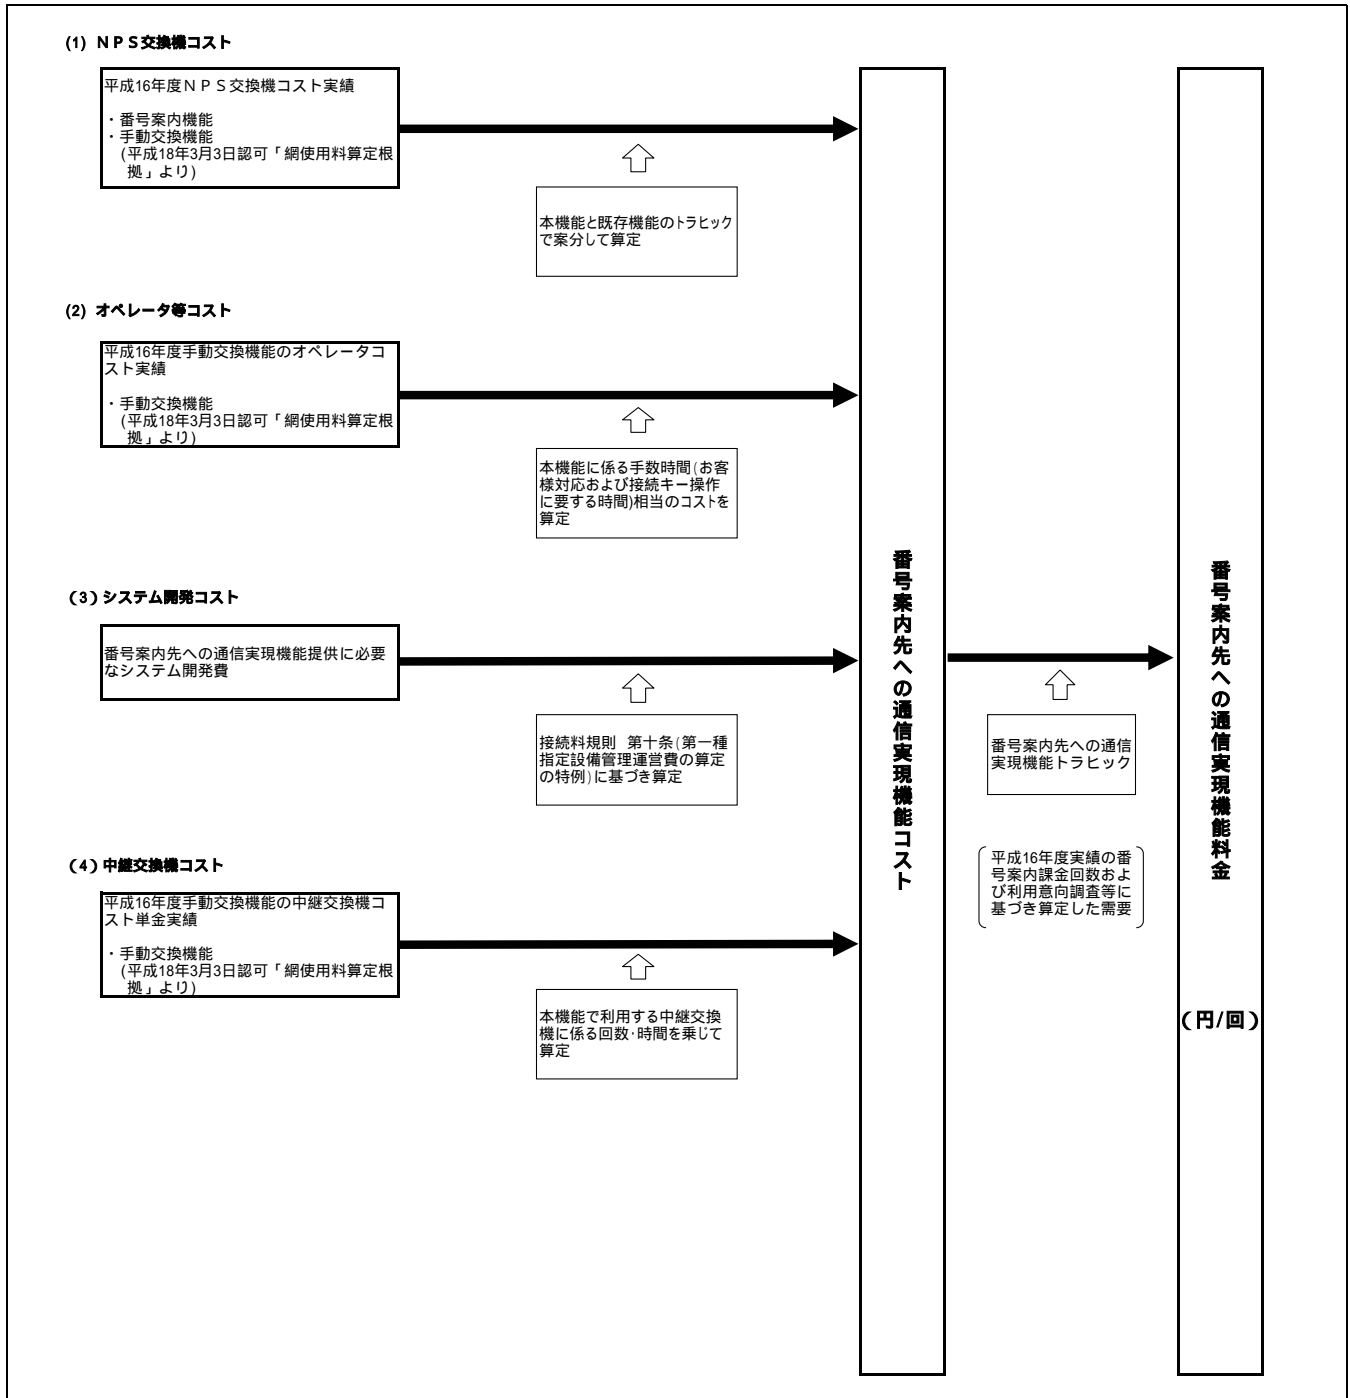 (1) ＮＰＳ交換機コスト
平成16年度ＮＰＳ交換機コスト実績
・番号案内機能
・手動交換機能
(平成18年3月3日認可「網使用料算定根
拠」より)
本機能と既存機能のトラヒック
で案分して算定
(2) オペレータ等コスト
平成16年度手動交換機能のオペレータコ
スト実績
・手動交換機能
(平成18年3月3日認可「網使用料算定根
拠」より)
本機能に係る手数時間(お客
様対応および接続キー操作
に要する時間)相当のコストを
算定
(3)システム開発コスト
番号案内先への通信実現機能提供に必要
なシステム開発費
接続料規則 第十条(第一種
指定設備管理運営費の算定
の特例)に基づき算定
(4)中継交換機コスト
平成16年度手動交換機能の中継交換機コ
スト単金実績
・手動交換機能
(平成18年3月3日認可「網使用料算定根
拠」より)
本機能で利用する中継交換
機に係る回数･時間を乗じて
算定
番号案内先への通信実現機能コスト
番号案内先への通信
実現機能トラヒック
平成16年度実績の番
号案内課金回数およ
び利用意向調査等に
基づき算定した需要
番号案内先への通信実現機能料金
(円/回)